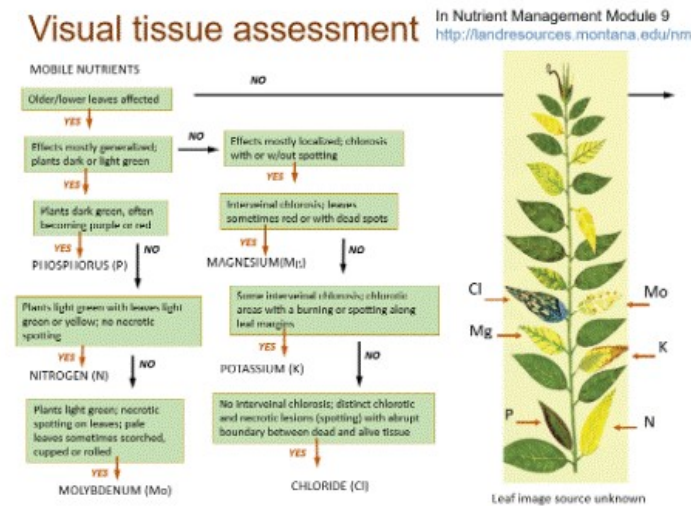 Visual tissue assessment
In Nutrient Management Module 9
http://landresources.montana.edu/nm
MOBILE NUTRIENTS
NO
Older/lower leaves affected
YES
Effects mostly generalized;
plants dark or light green
NO
Effects mostly localized; chlorosis
with or w/out spotting
YES
YES
Plants dark green, often
becoming purple or red
Interveinal chlorosis; leaves
sometimes red or with dead spots
YES
NO
YES
NO
PHOSPHORUS (P)
MAGNESIUM(Mg)
Plants light green with leaves light
green or yellow; no necrotic
spotting
Some interveinal chlorosis; chlorotic
areas with a burning or spotting along
leaf margins
YES
NO
YES
NO
NITROGEN (N)
POTASSIUM (K)
Plants light green; necrotic
spotting on leaves; pale
leaves sometimes scorched,
cupped or rolled
No interveinal chlorosis; distinct chlorotic
and necrotic lesions (spotting) with abrupt
boundary between dead and alive tissue
YES
YES
MOLYBDENUM (Mo)
CHLORIDE (Cl)
Cl
Mo
Mg
K
P
N
Leaf image source unknown